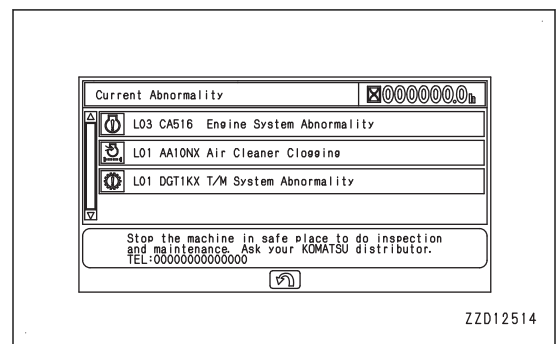 Current Abnormality
000000.0h
L03 CA516 Engine System Abnormality
L01 AA10NX Air Cleaner Clogging
L01 DGT1KX T/M System Abnormality
Stop the machine in safe place to do inspection
and maintenance. Ask your KOMATSU distributor.
TEL:00000000000000
ZZD12514